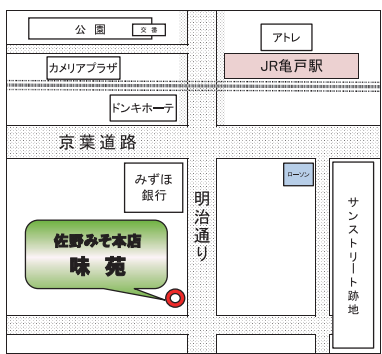 公園
交番
アトレ
カメリアプラザ
JR亀戸駅
ドンキホーテ
京葉道路
みずほ
銀行
ローソン
明治通り
サンストリート跡地
佐野みそ本店
味苑